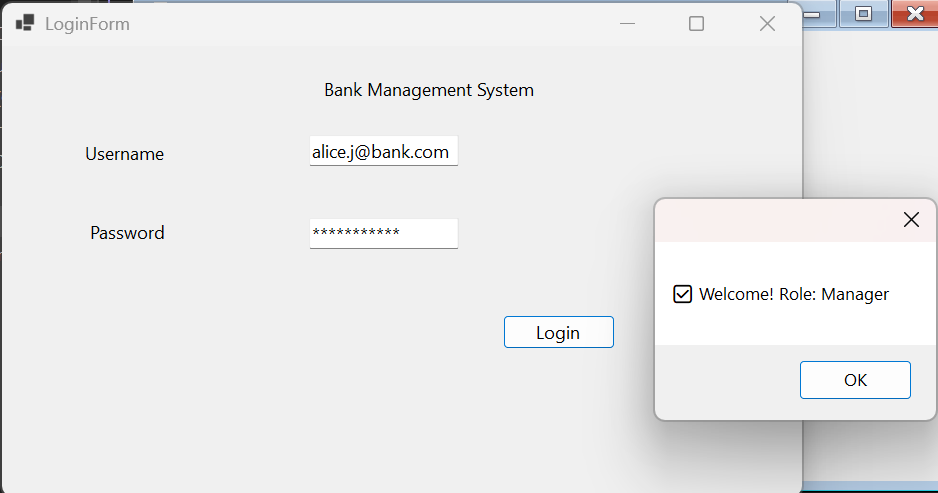 LoginForm
Bank Management System
Username
alice.j@bank.com
Password
***********
Login
Welcome! Role: Manager
OK